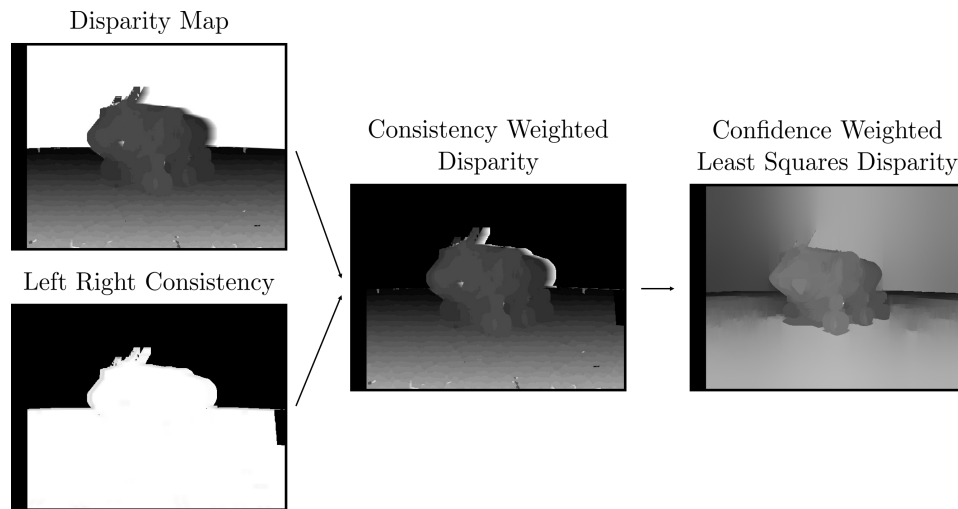 Disparity Map
Left Right Consistency
Consistency Weighted
Disparity
Confidence Weighted
Least Squares Disparity